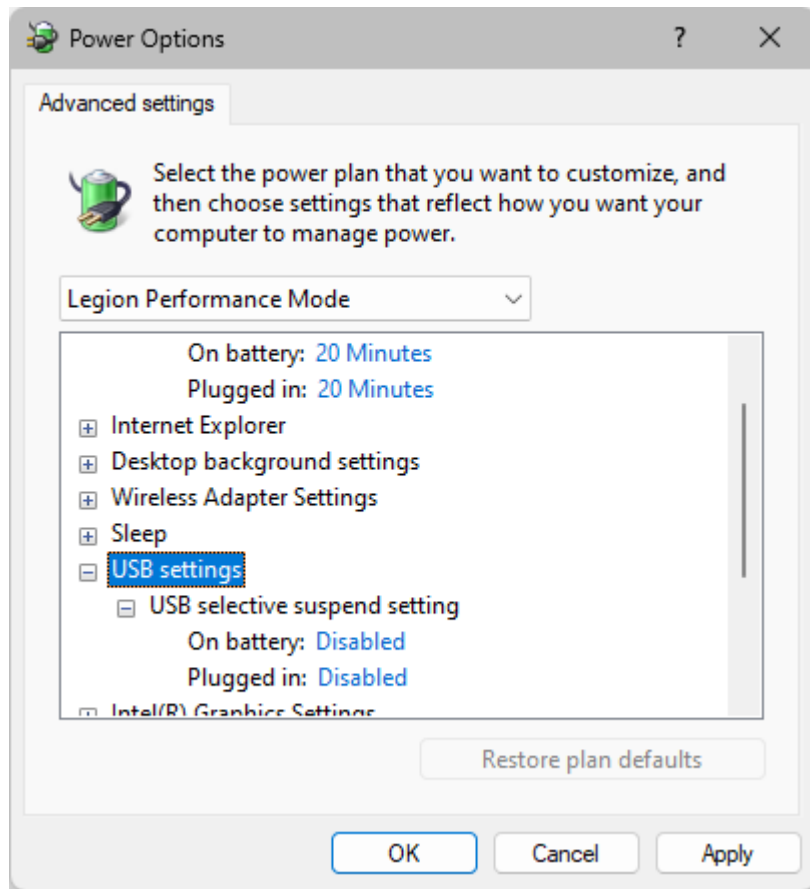 Power Options
?
Advanced settings
Select the power plan that you want to customize, and
then choose settings that reflect how you want your
computer to manage power.
Legion Performance Mode
On battery: 20 Minutes
Plugged in: 20 Minutes
Internet Explorer
Desktop background settings
Wireless Adapter Settings
Sleep
USB settings
USB selective suspend setting
On battery: Disabled
Plugged in: Disabled
Intel(R) Graphics Settings
Restore plan defaults
OK Cancel Apply